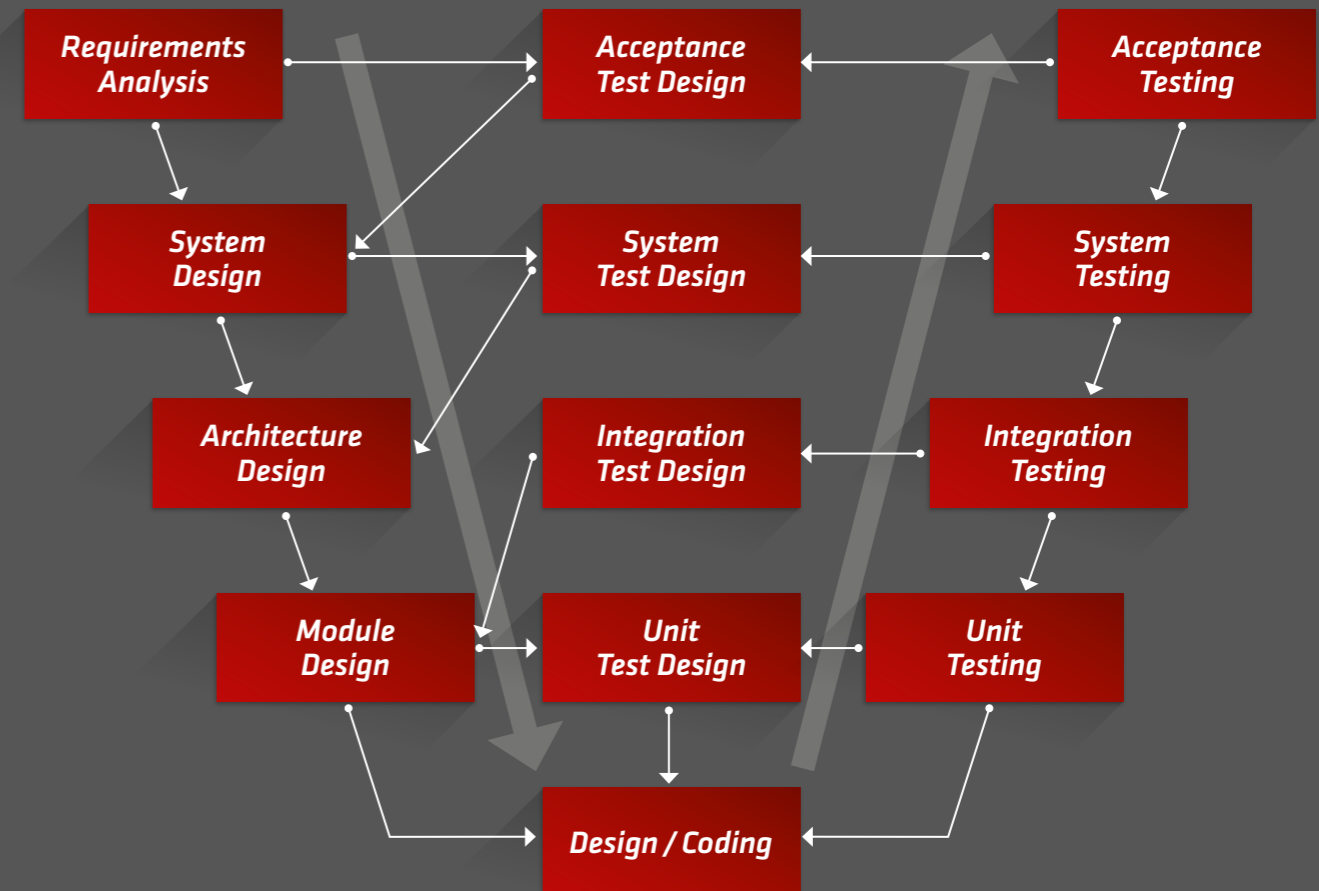 Requirements
Analysis
Acceptance
Test Design
Acceptance
Testing
System
Design
System
Test Design
System
Testing
Architecture
Design
Integration
Test Design
Integration
Testing
Module
Design
Unit
Test Design
Unit
Testing
Design / Coding